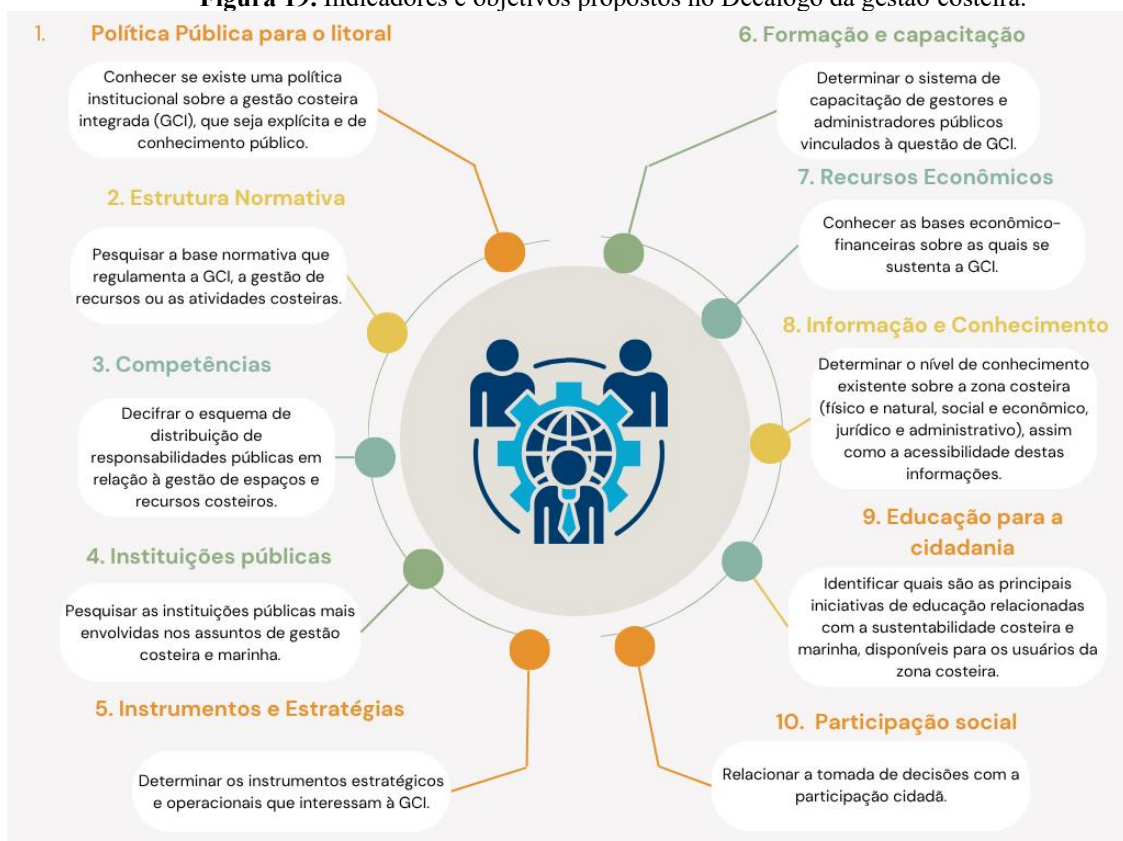 Figura 19. Indicadores e objetivos propostos no Decálogo da gestão costeira.
1. Política Pública para o litoral
Conhecer se existe uma política
institucional sobre a gestão costeira
integrada (GCI), que seja explícita e de
conhecimento público.
2. Estrutura Normativa
Pesquisar a base normativa que
regulamenta a GCI, a gestão de
recursos ou as atividades costeiras.
3. Competências
Decifrar o esquema de
distribuição de
responsabilidades públicas em
relação à gestão de espaços e
recursos costeiros.
4. Instituições públicas
Pesquisar as instituições públicas mais
envolvidas nos assuntos de gestão
costeira e marinha.
5. Instrumentos e Estratégias
Determinar os instrumentos estratégicos
e operacionais que interessam à GCI.
6. Formação e capacitação
Determinar o sistema de
capacitação de gestores e
administradores públicos
vinculados à questão de GCI.
7. Recursos Econômicos
Conhecer as bases econômico-
financeiras sobre as quais se
sustenta a GCI.
8. Informação e Conhecimento
Determinar o nível de conhecimento
existente sobre a zona costeira
(físico e natural, social e econômico,
jurídico e administrativo), assim
como a acessibilidade destas
informações.
9. Educação para a
cidadania
Identificar quais são as principais
iniciativas de educação relacionadas
com a sustentabilidade costeira e
marinha, disponíveis para os usuários da
zona costeira.
10. Participação social
Relacionar a tomada de decisões com a
participação cidadã.